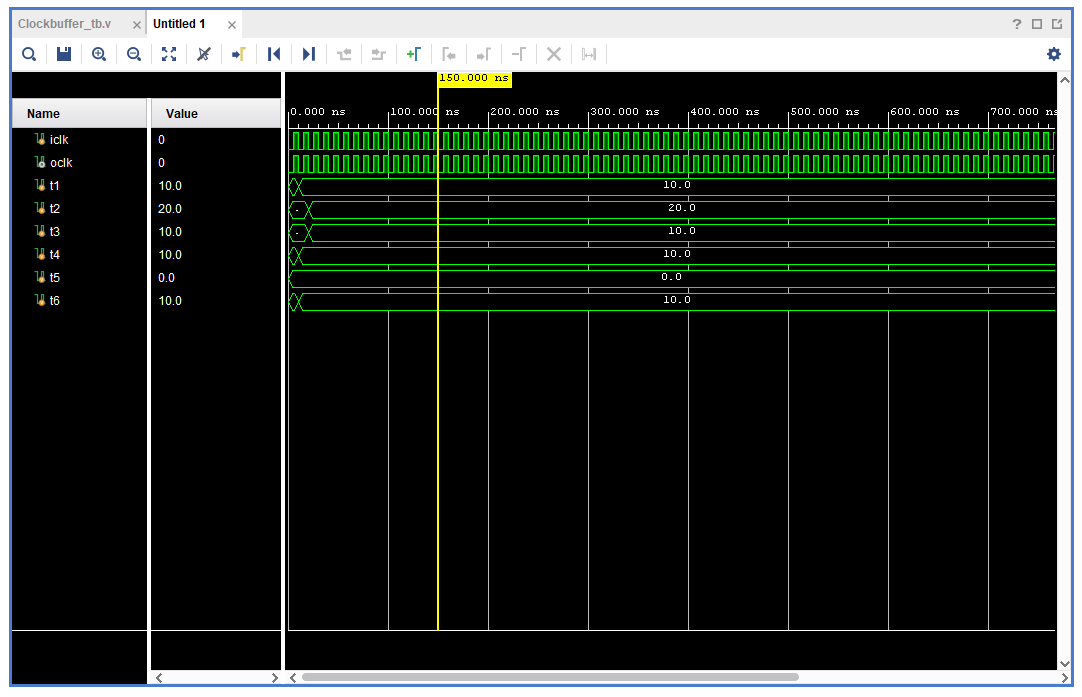 Clockbuffer_tb.v × Untitled 1 × ?
150.000 ns
Name Value 0.000 ns 100.000 ns 200.000 ns 300.000 ns 400.000 ns 500.000 ns 600.000 ns 700.000 ns
iclk 0
oclk 0
t1 10.0 10.0
t2 20.0 20.0
t3 10.0 10.0
t4 10.0 10.0
t5 0.0 0.0
t6 10.0 10.0